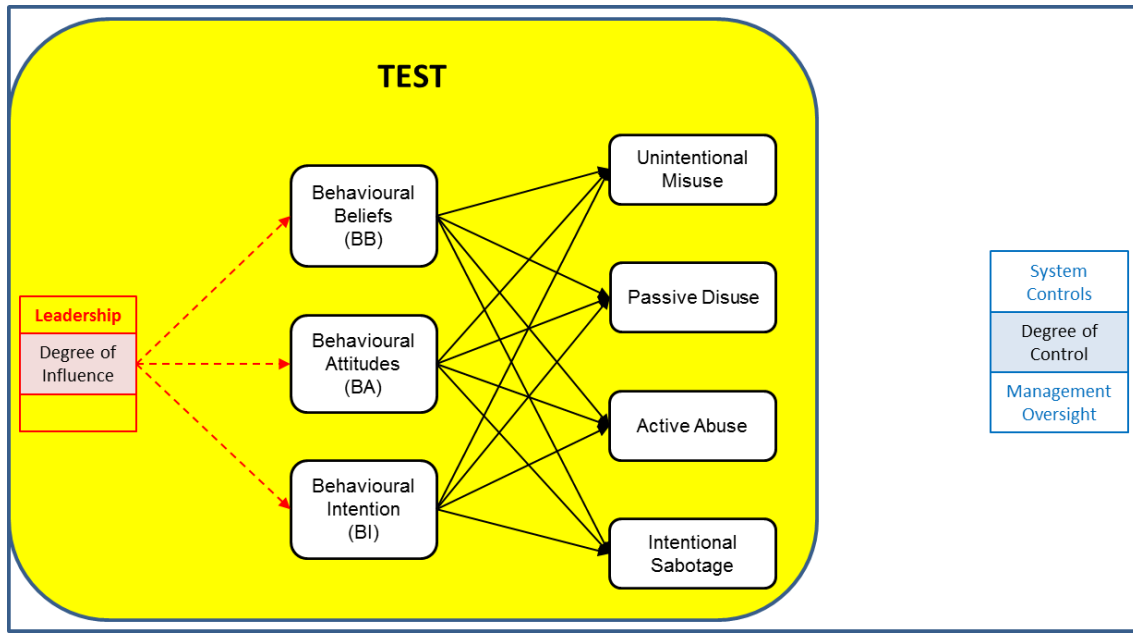 TEST
Leadership
Degree of
Influence
Behavioural
Beliefs
(BB)
Behavioural
Attitudes
(BA)
Behavioural
Intention
(BI)
Unintentional
Misuse
Passive Disuse
Active Abuse
Intentional
Sabotage
System
Controls
Degree of
Control
Management
Oversight